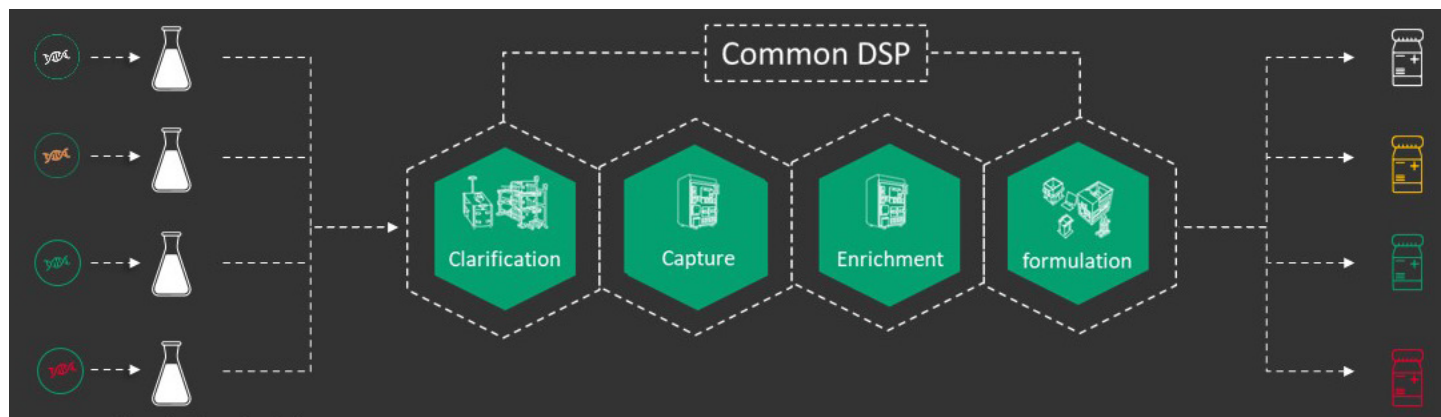 Common DSP
Clarification
Capture
Enrichment
formulation